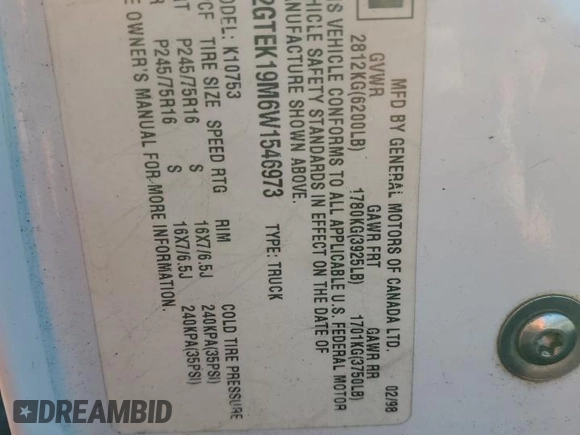 MFD BY GENERAL MOTORS OF CANADA LTD. 02/98
GVWR GAWR FRT GAWR RR
2812KG(6200LB) 1780KG(3925LB) 1701KG(3750LB)
IS VEHICLE CONFORMS TO ALL APPLICABLE U.S. FEDERAL MOTOR
HICLE SAFETY STANDARDS IN EFFECT ON THE DATE OF
ANUFACTURE SHOWN ABOVE.
2GTEK19M6W1546973 TYPE: TRUCK
MODEL: K10753
TIRE SIZE SPEED RTG RIM COLD TIRE PRESSURE
P245/75R16 S 16X7/6.5J 240KPA(35PSI)
P245/75R16 S 16X7/6.5J 240KPA(35PSI)
E OWNER'S MANUAL FOR MORE INFORMATION.
DREAMBID